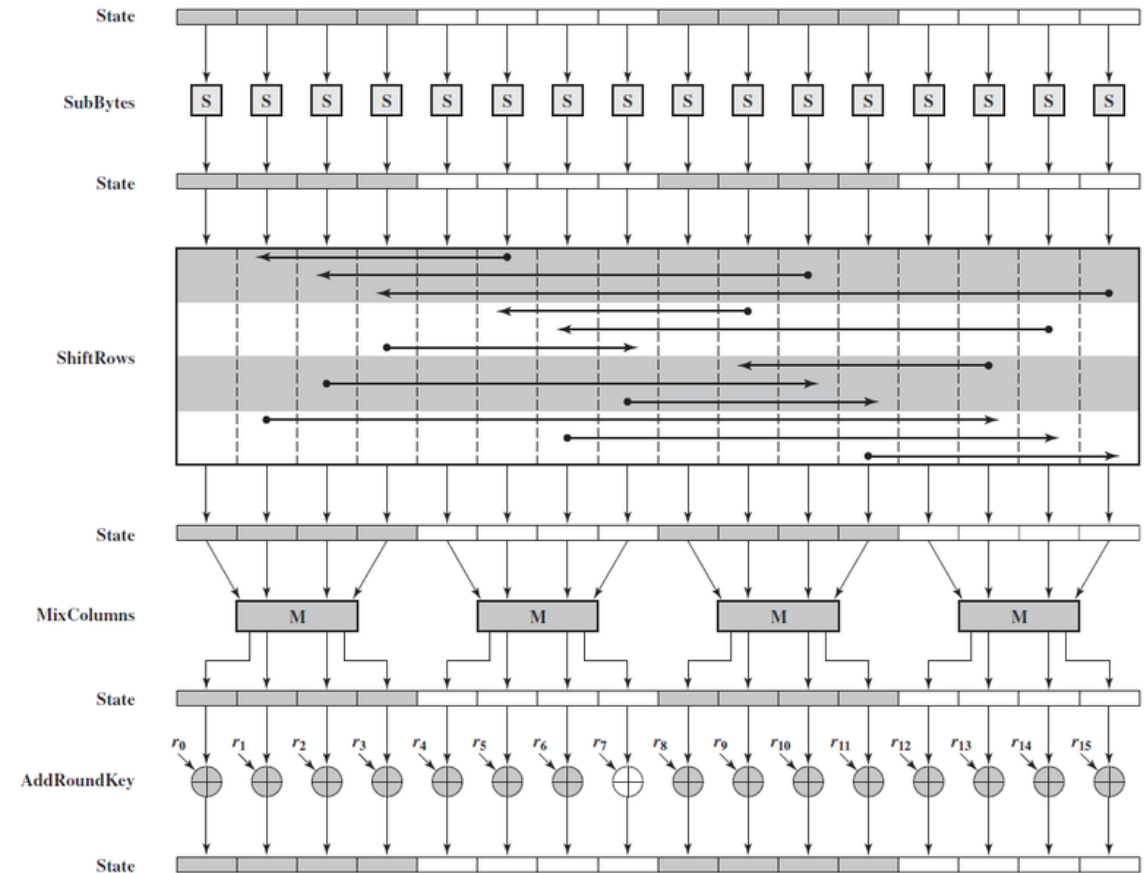 State
SubBytes
S S S S S S S S S S S S S S S S
State
ShiftRows
State
MixColumns
M M M M
State
r0 r1 r2 r3 r4 r5 r6 r7 r8 r9 r10 r11 r12 r13 r14 r15
AddRoundKey
State